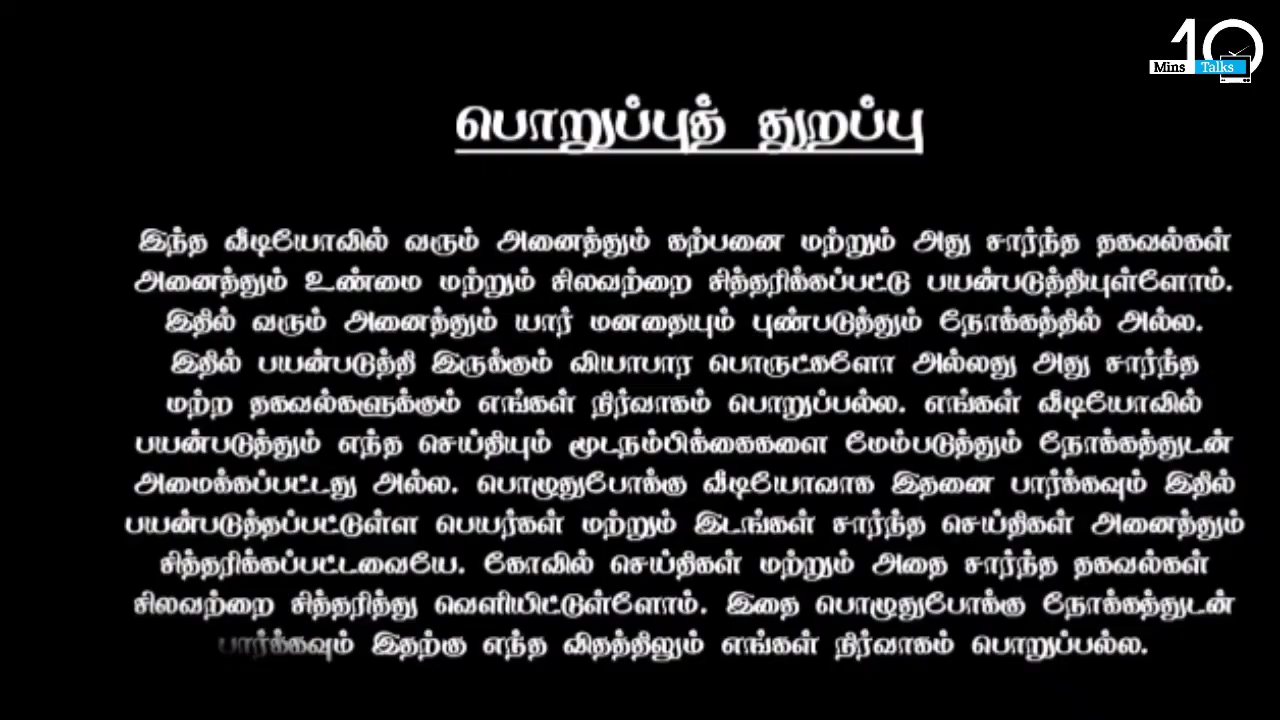 10
Mins Talks
பொறுப்புத் துறப்பு
இந்த வீடியோவில் வரும் அனைத்தும் கற்பனை மற்றும் அது சார்ந்த தகவல்கள்
அனைத்தும் உண்மை மற்றும் சிலவற்றை சித்தரிக்கப்பட்டு பயன்படுத்தியுள்ளோம்.
இதில் வரும் அனைத்தும் யார் மனதையும் புண்படுத்தும் நோக்கத்தில் அல்ல.
இதில் பயன்படுத்தி இருக்கும் வியாபார பொருட்களோ அல்லது அது சார்ந்த
மற்ற தகவல்களுக்கும் எங்கள் நிர்வாகம் பொறுப்பல்ல. எங்கள் வீடியோவில்
பயன்படுத்தும் எந்த செய்தியும் மூடநம்பிக்கைகளை மேம்படுத்தும் நோக்கத்துடன்
அமைக்கப்பட்டது அல்ல. பொழுதுபோக்கு வீடியோவாக இதனை பார்க்கவும் இதில்
பயன்படுத்தப்பட்டுள்ள பெயர்கள் மற்றும் இடங்கள் சார்ந்த செய்திகள் அனைத்தும்
சித்தரிக்கப்பட்டவையே. கோவில் செய்திகள் மற்றும் அதை சார்ந்த தகவல்கள்
சிலவற்றை சித்தரித்து வெளியிட்டுள்ளோம். இதை பொழுதுபோக்கு நோக்கத்துடன்
பார்க்கவும் இதற்கு எந்த விதத்திலும் எங்கள் நிர்வாகம் பொறுப்பல்ல.